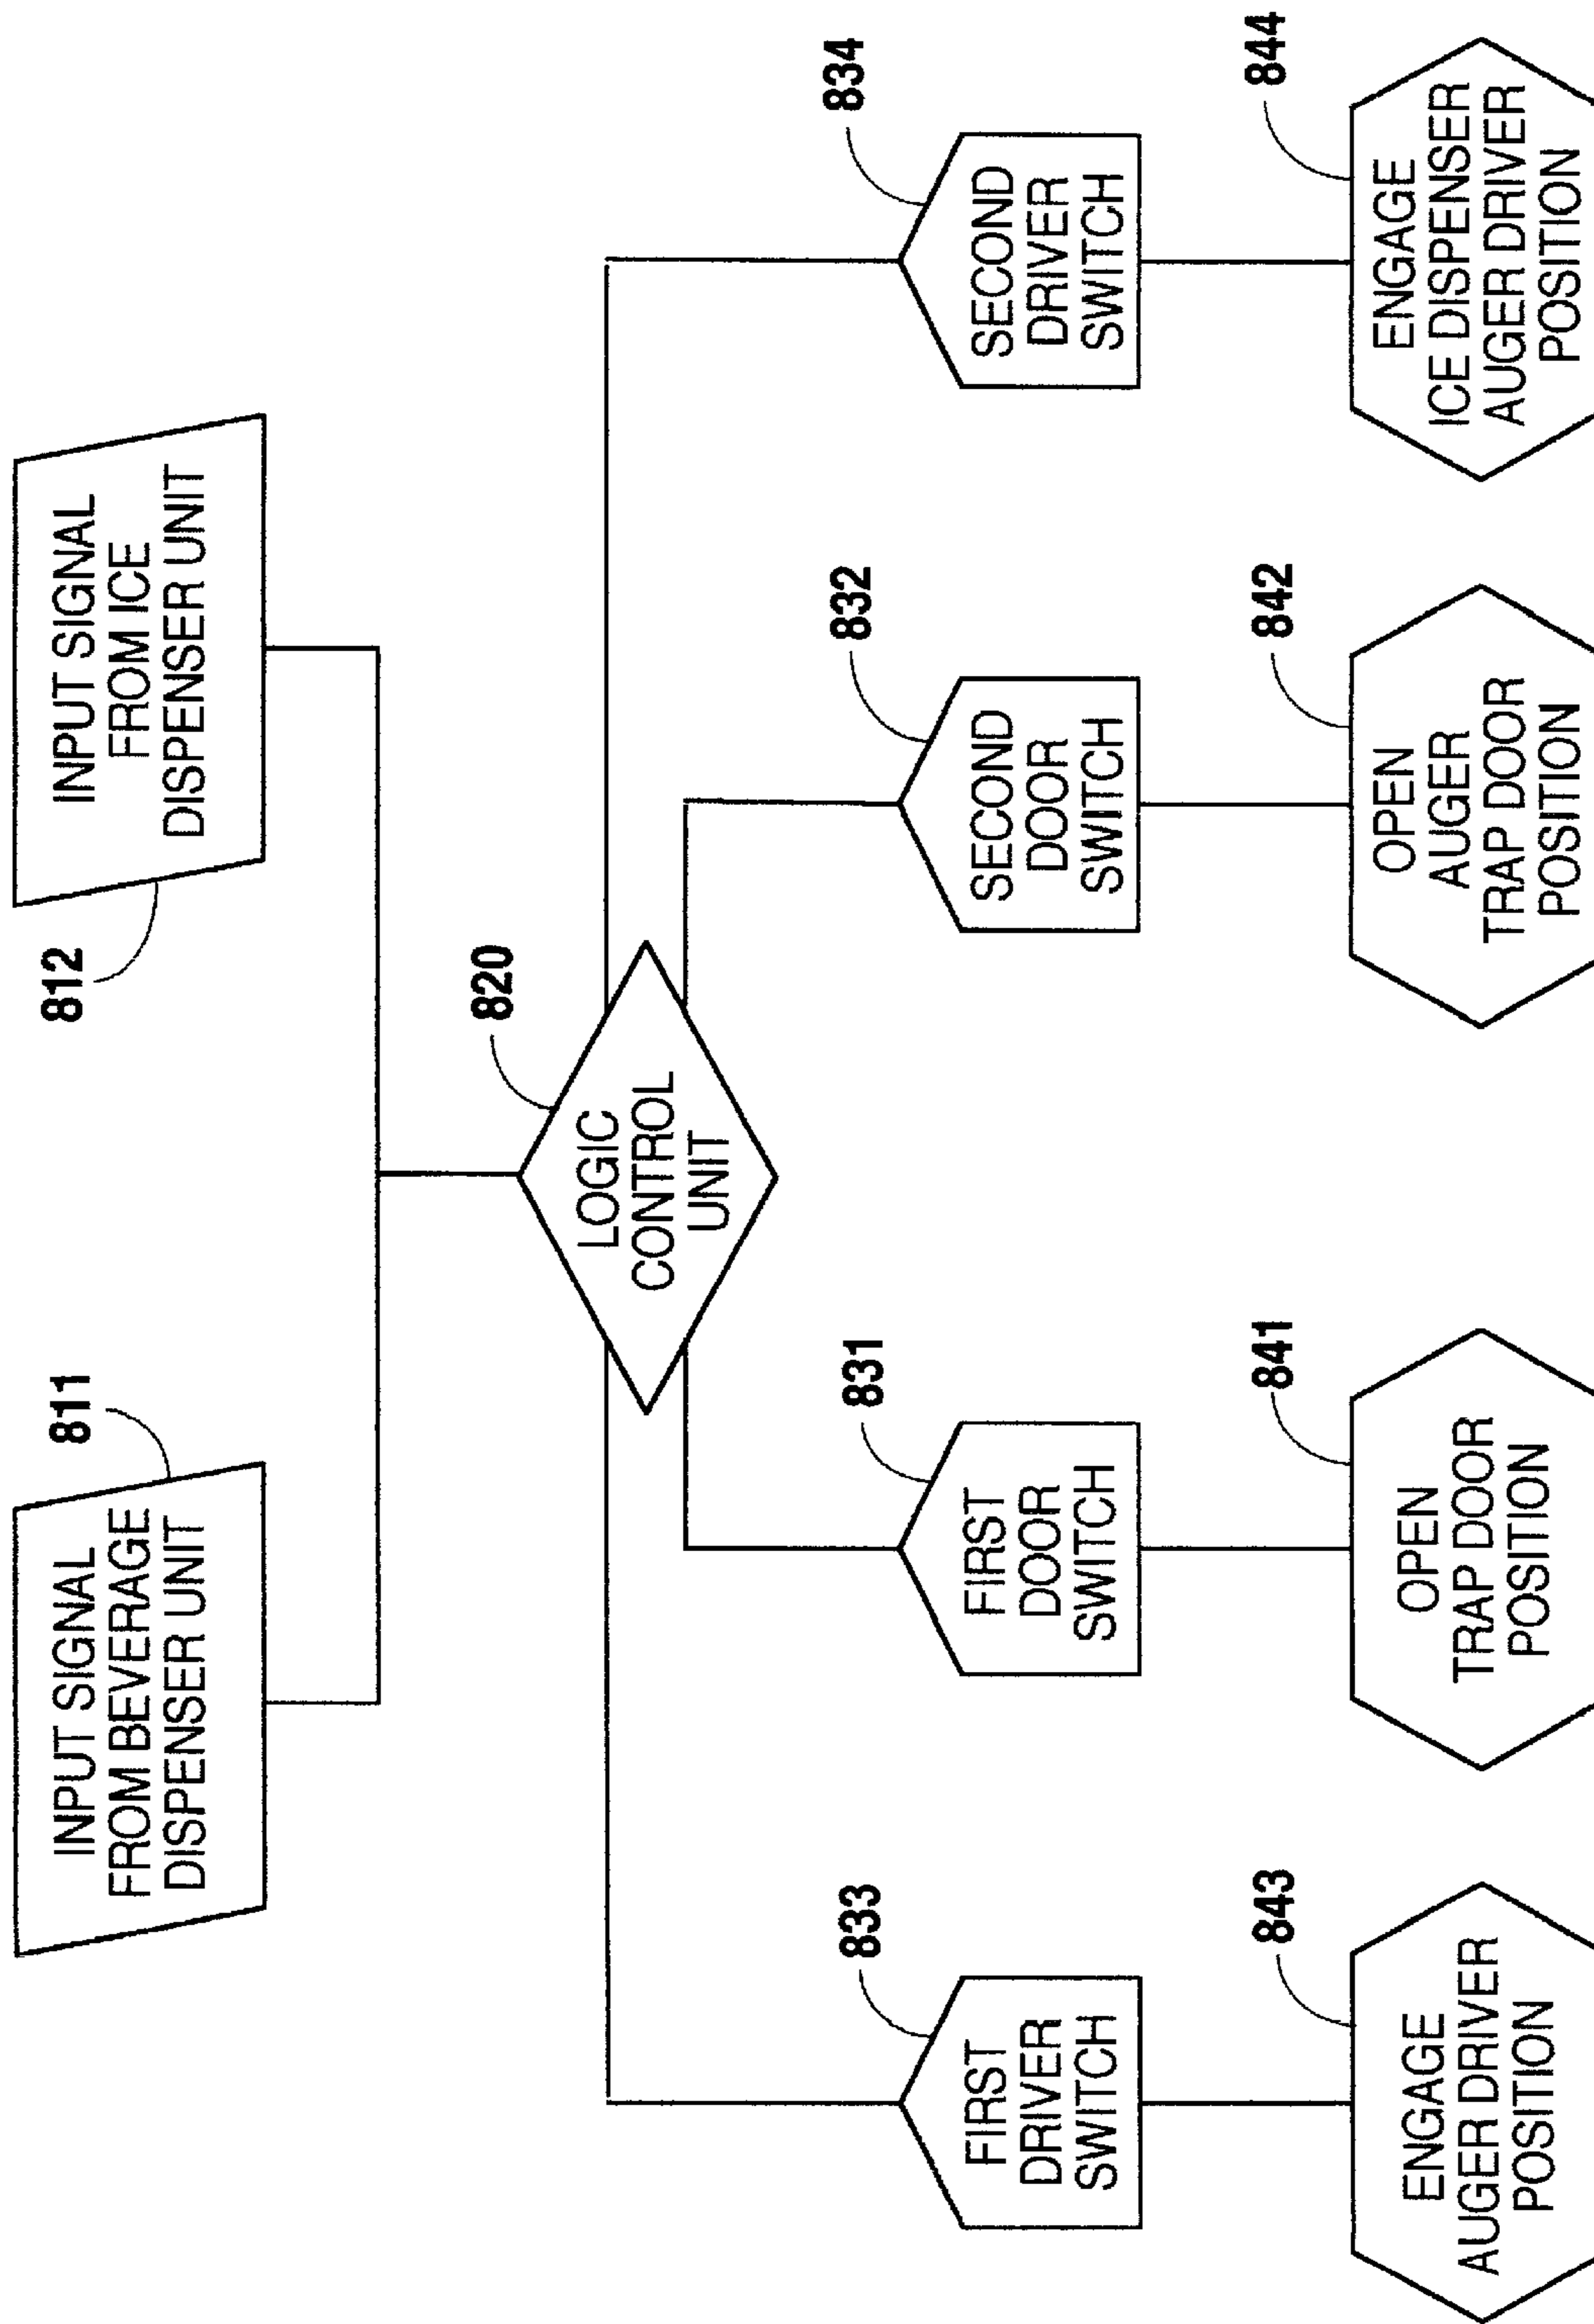 INPUT SIGNAL
FROM BEVERAGE
DISPENSER UNIT
811
INPUT SIGNAL
FROM ICE
DISPENSER UNIT
812
LOGIC
CONTROL
UNIT
820
FIRST
DRIVER
SWITCH
833
FIRST
DOOR
SWITCH
831
SECOND
DOOR
SWITCH
832
SECOND
DRIVER
SWITCH
834
ENGAGE
AUGER DRIVER
POSITION
843
OPEN
TRAP DOOR
POSITION
841
OPEN
AUGER
TRAP DOOR
POSITION
842
ENGAGE
ICE DISPENSER
AUGER DRIVER
POSITION
844